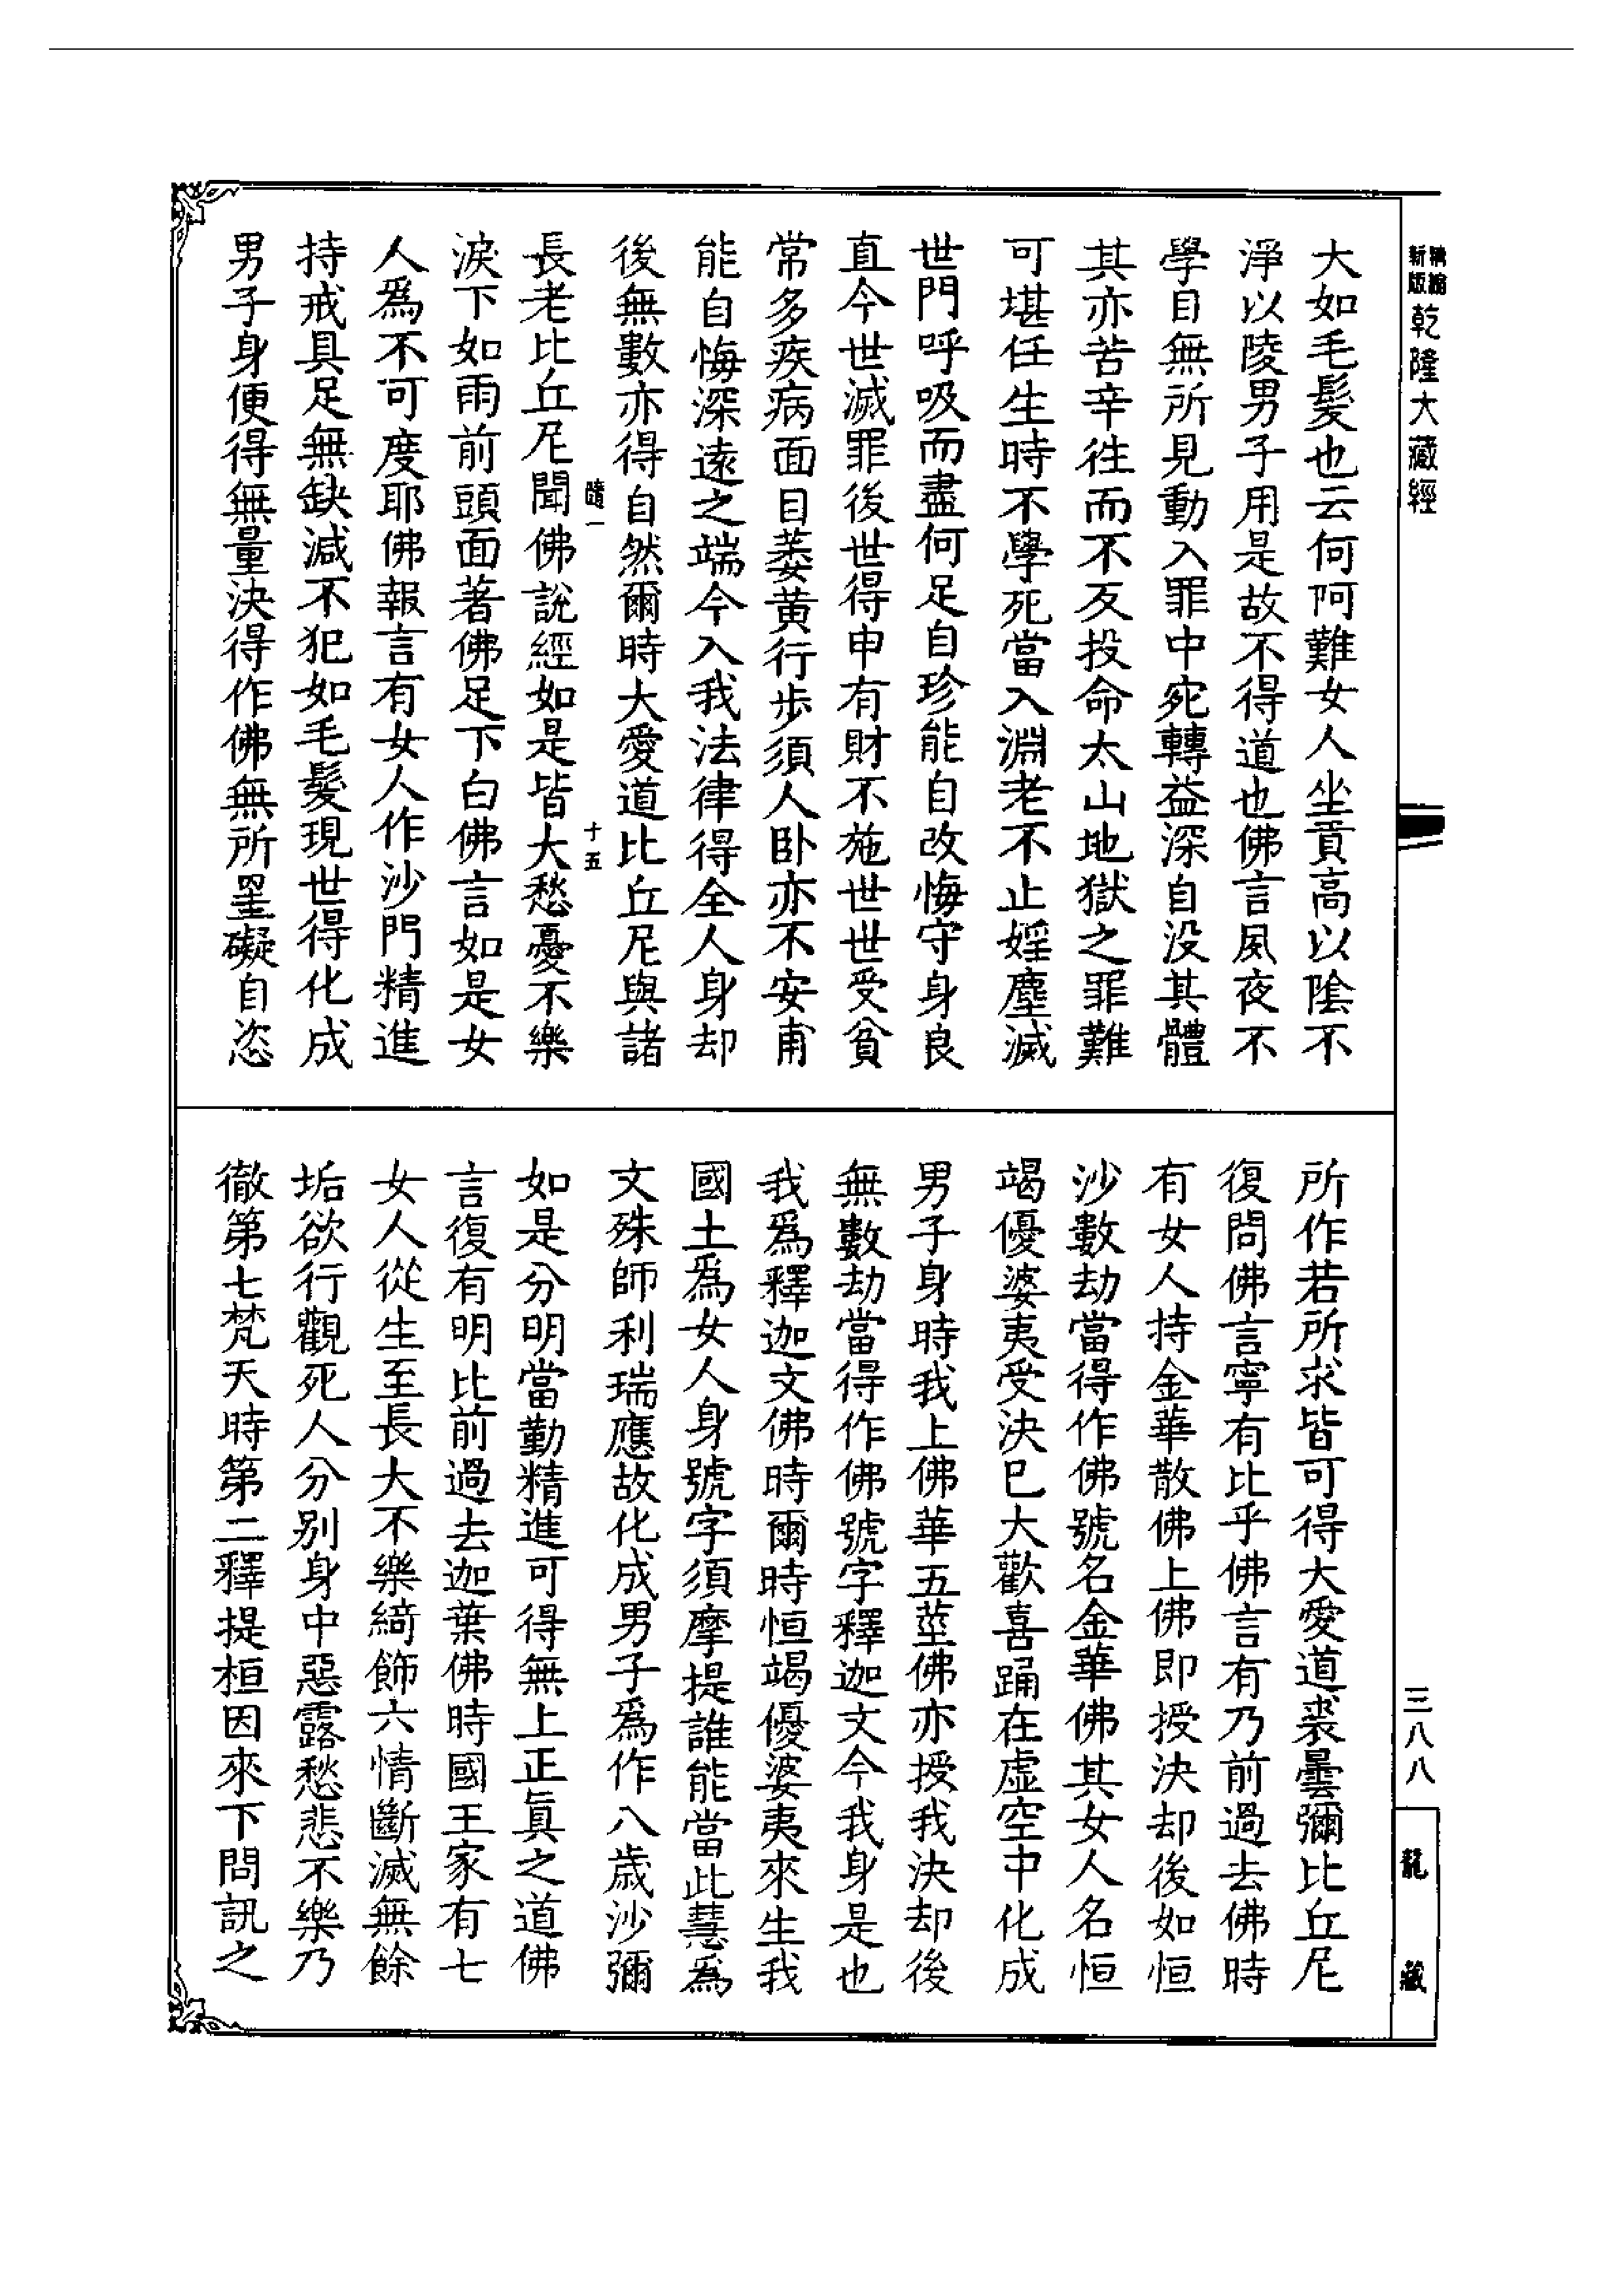 新版精編乾隆大藏經
大如毛髮也云何阿難女人坐貢高以陰不
淨以陵男子用是故不得道也佛言夙夜不
學目無所見動入罪中宛轉益深自没其體
其亦苦辛往而不反投命太山地獄之罪難
可堪任生時不學死當入淵老不止婬塵滅
世門呼吸而盡何足自珍能自改悔守身良
直今世滅罪後世得申有財不施世世受貧
常多疾病面目萎黄行步須人卧亦不安甫
能自悔深遠之端今入我法律得全人身却
後無數亦得自然爾時大愛道比丘尼與諸
十五
長老比丘尼聞佛說經如是皆大愁憂不樂
淚下如雨前頭面著佛足下白佛言如是女
人爲不可度耶佛報言有女人作沙門精進
持戒具足無缺減不犯如毛髮現世得化成
男子身便得無量決得作佛無所罣礙自恣
所作若所求皆可得大愛道裘曇彌比丘尼
復問佛言寧有比乎佛言有乃前過去佛時
有女人持金華散佛上佛即授決却後如恒
沙數劫當得作佛號名金華佛其女人名恒
竭優婆夷受決已大歡喜踊在虛空中化成
男子身時我上佛華五莖佛亦授我決却後
無數劫當得作佛號字釋迦文今我身是也
我爲釋迦文佛時爾時恒竭優婆夷來生我
國土爲女人身號字須摩提誰能當此慧爲
文殊師利瑞應故化成男子爲作八歲沙彌
如是分明當勤精進可得無上正眞之道佛
言復有明比前過去迦葉佛時國王家有七
女人從生至長大不樂綺飾六情斷滅無餘
垢欲行觀死人分别身中惡露愁悲不樂乃
徹第七梵天時第二釋提桓因來下問訊之
三八八
龍藏